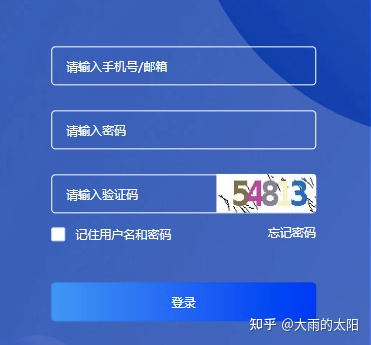 请输入手机号/邮箱
请输入密码
请输入验证码 54813
记住用户名和密码 忘记密码
登录
知乎 @大雨的太阳